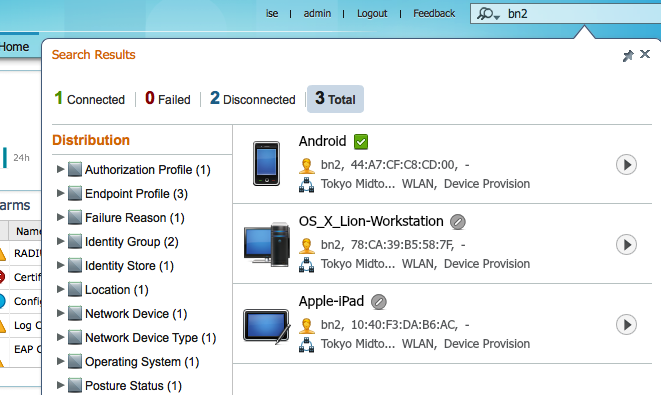 ise | admin | Logout | Feedback
bn2
Home
Search Results
1 Connected | 0 Failed | 2 Disconnected | 3 Total
24h
Distribution
Authorization Profile (1)
Endpoint Profile (3)
Failure Reason (1)
Identity Group (2)
Identity Store (1)
Location (1)
Network Device (1)
Network Device Type (1)
Operating System (1)
Posture Status (1)
Android
bn2, 44:A7:CF:C8:CD:00, -
Tokyo Midto... WLAN, Device Provision
OS_X_Lion-Workstation
bn2, 78:CA:39:B5:58:7F, -
Tokyo Midto... WLAN, Device Provision
Apple-iPad
bn2, 10:40:F3:DA:B6:AC, -
Tokyo Midto... WLAN, Device Provision
arms
Name
RADIU
Certif
Config
Log C
EAP C